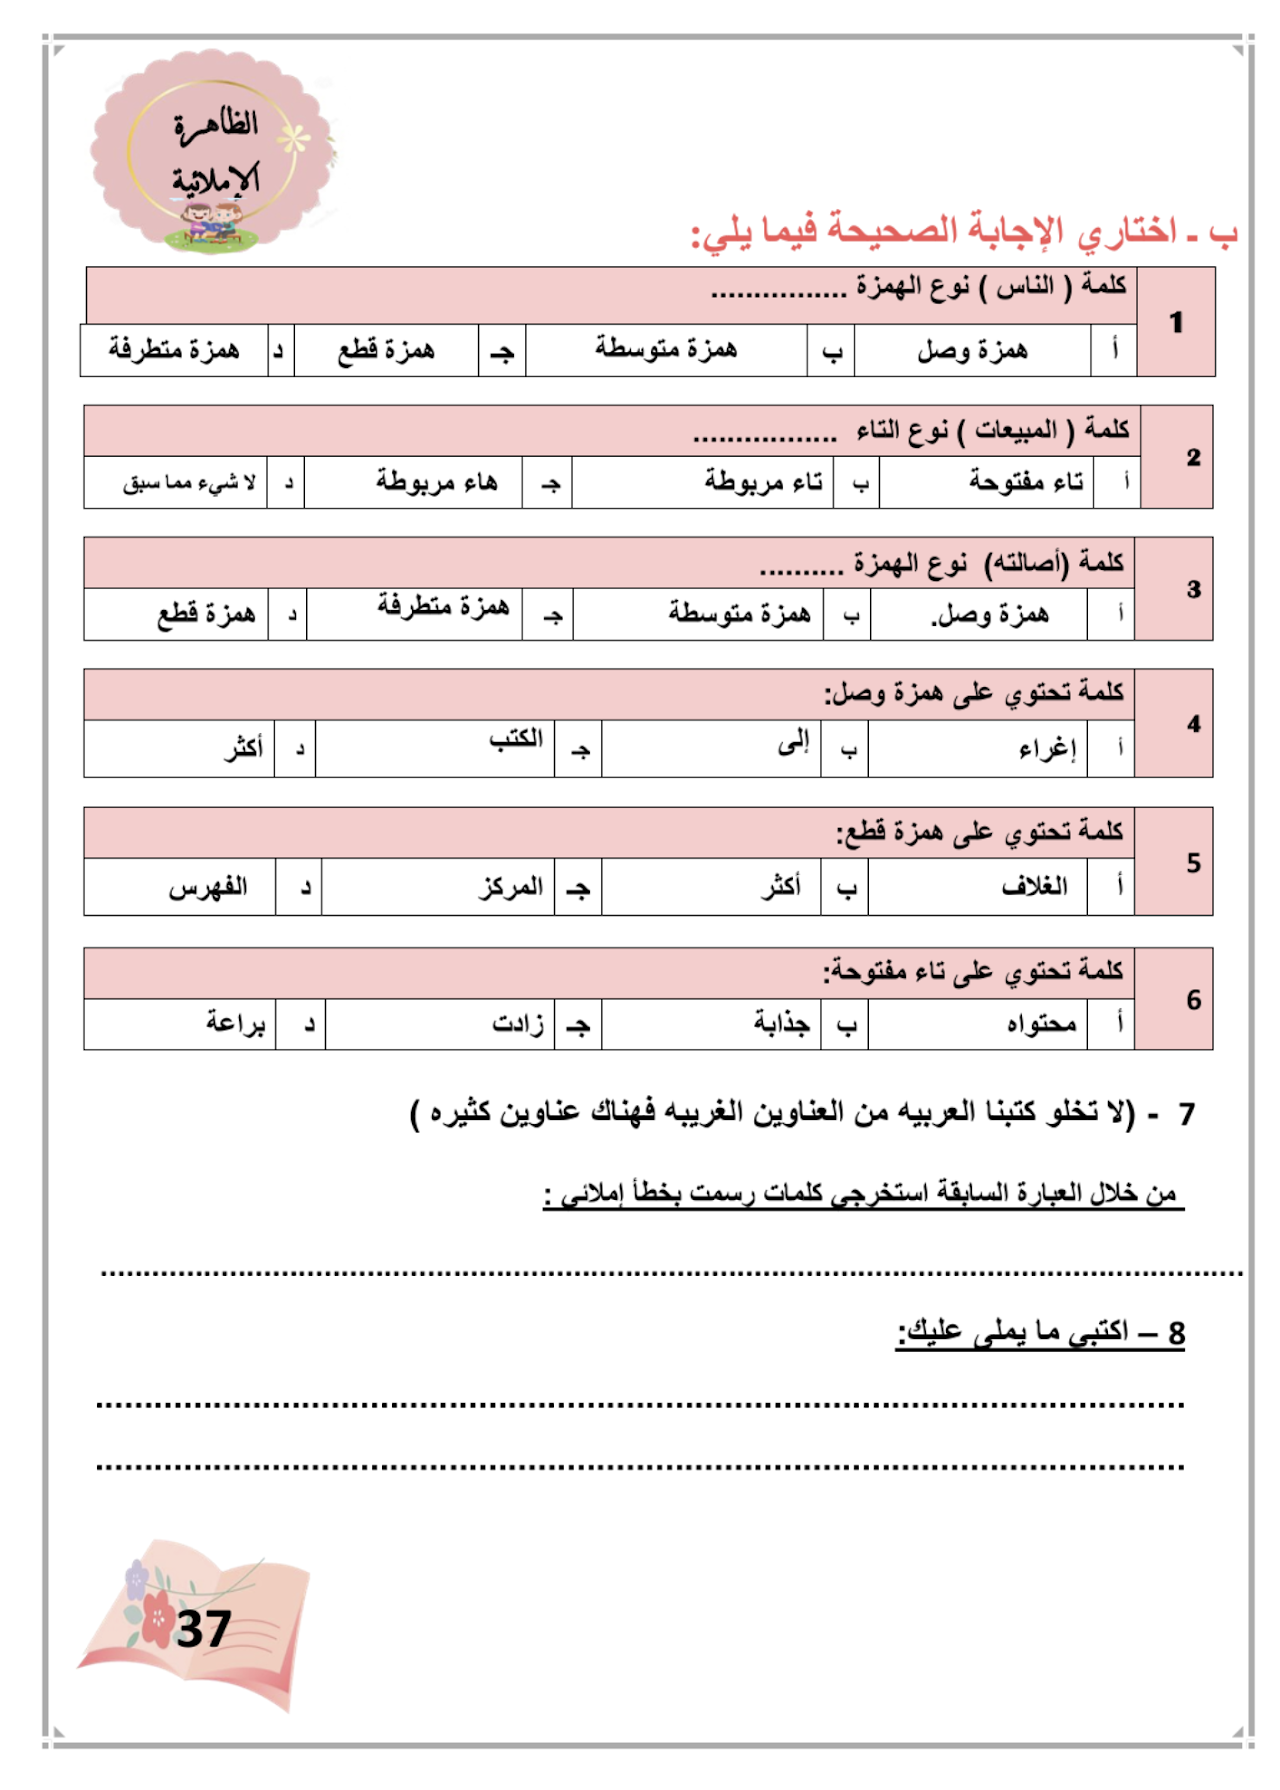 الظاهرة
الإملائية
ب ـ اختاري الإجابة الصحيحة فيما يلي:
1
كلمة ( الناس ) نوع الهمزة ................
أ همزة وصل ب همزة متوسطة جـ همزة قطع د همزة متطرفة
2
كلمة ( المبيعات ) نوع التاء .................
أ تاء مفتوحة ب تاء مربوطة جـ هاء مربوطة د لا شيء مما سبق
3
كلمة (أصالته) نوع الهمزة ..........
أ همزة وصل. ب همزة متوسطة جـ همزة متطرفة د همزة قطع
4
كلمة تحتوي على همزة وصل:
أ إغراء ب إلى جـ الكتب د أكثر
5
كلمة تحتوي على همزة قطع:
أ الغلاف ب أكثر جـ المركز د الفهرس
6
كلمة تحتوي على تاء مفتوحة:
أ محتواه ب جذابة جـ زادت د براعة
7 - (لا تخلو كتبنا العربيه من العناوين الغريبه فهناك عناوين كثيره )
من خلال العبارة السابقة استخرجي كلمات رسمت بخطأ إملائي :
8 – اكتبي ما يملى عليك:
37